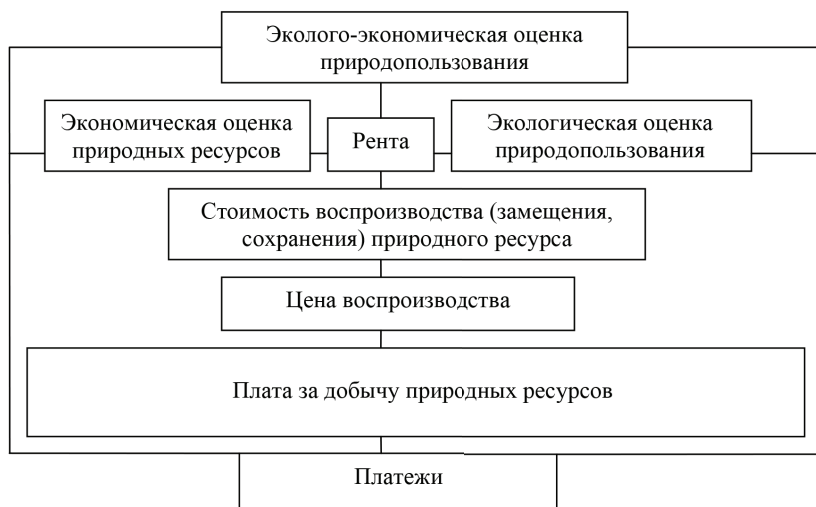 Эколого-экономическая оценка
природопользования
Экономическая оценка
природных ресурсов
Рента
Экологическая оценка
природопользования
Стоимость воспроизводства (замещения,
сохранения) природного ресурса
Цена воспроизводства
Плата за добычу природных ресурсов
Платежи